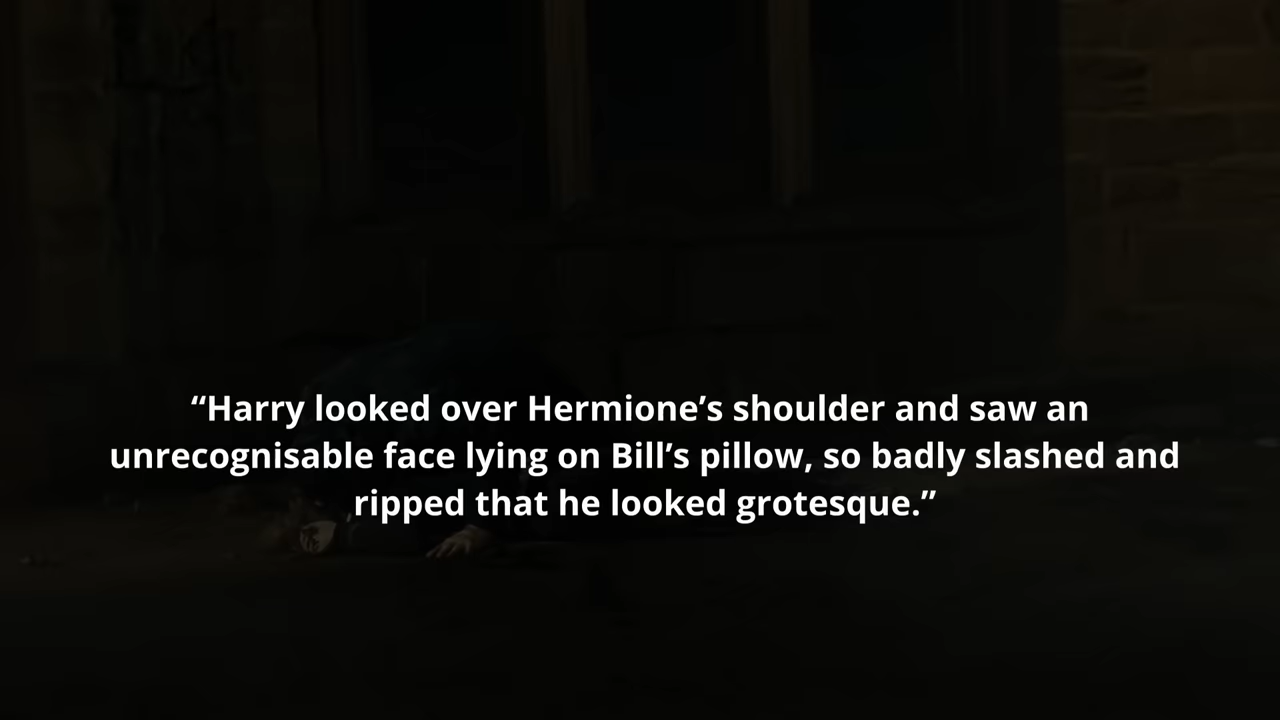 “Harry looked over Hermione’s shoulder and saw an
unrecognisable face lying on Bill’s pillow, so badly slashed and
ripped that he looked grotesque.”